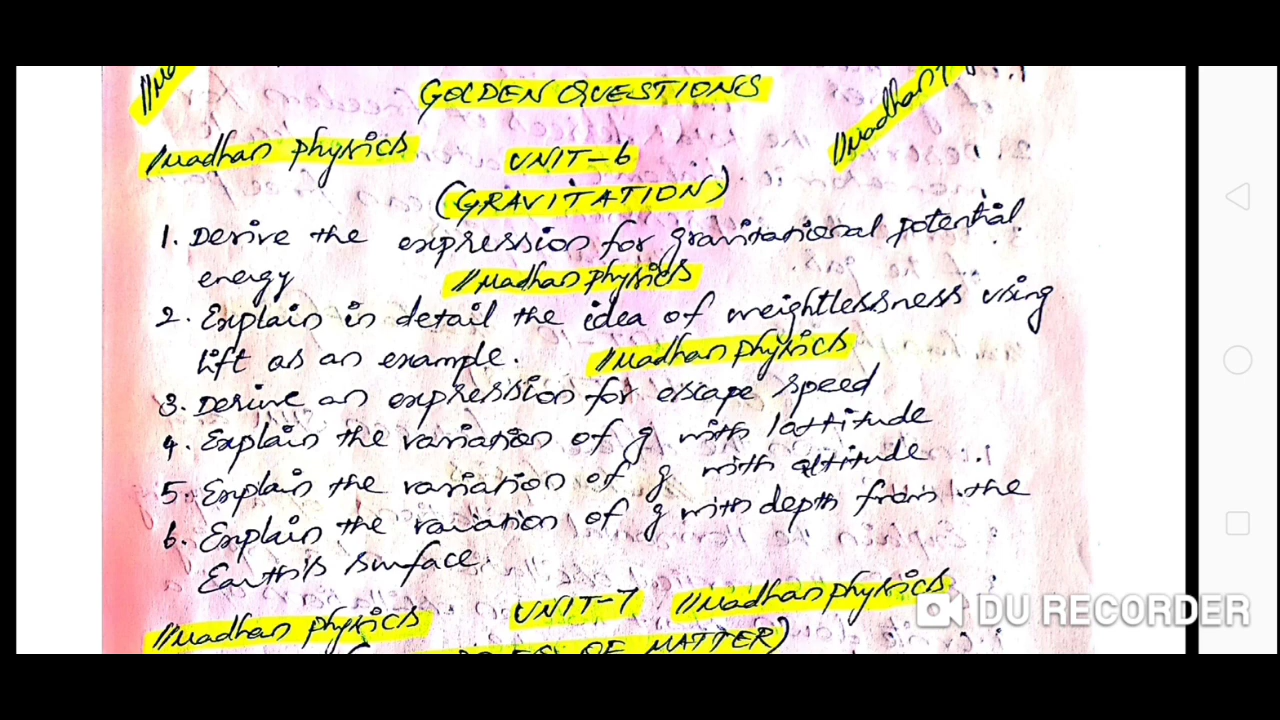 GOLDEN QUESTIONS
//Madhan physics
//Madhan
UNIT-6
(GRAVITATION)
1. Derive the expression for gravitational potential
energy
//Madhan physics
2. Explain in detail the idea of weightlessness using
lift as an example.
//Madhan physics
3. Derive an expression for escape speed
4. Explain the variation of g with lattitude
5. Explain the variation of g with altitude
6. Explain the variation of g with depth from the
Earth's surface
UNIT-7
//Madhan physics
//Madhan physics
OF MATTER)
DU RECORDER